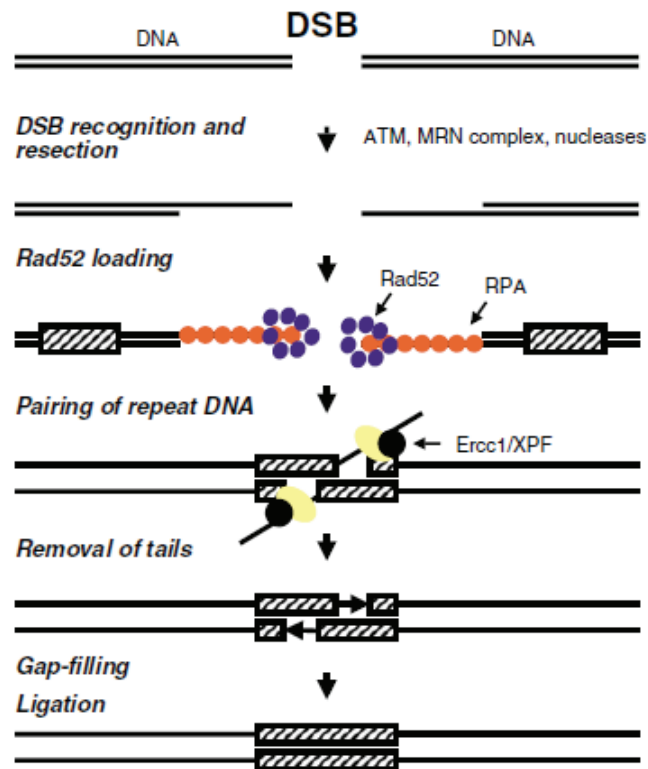 DSB
DNA
DNA
DSB recognition and
resection
ATM, MRN complex, nucleases
Rad52 loading
Rad52
RPA
Pairing of repeat DNA
Ercc1/XPF
Removal of tails
Gap-filling
Ligation